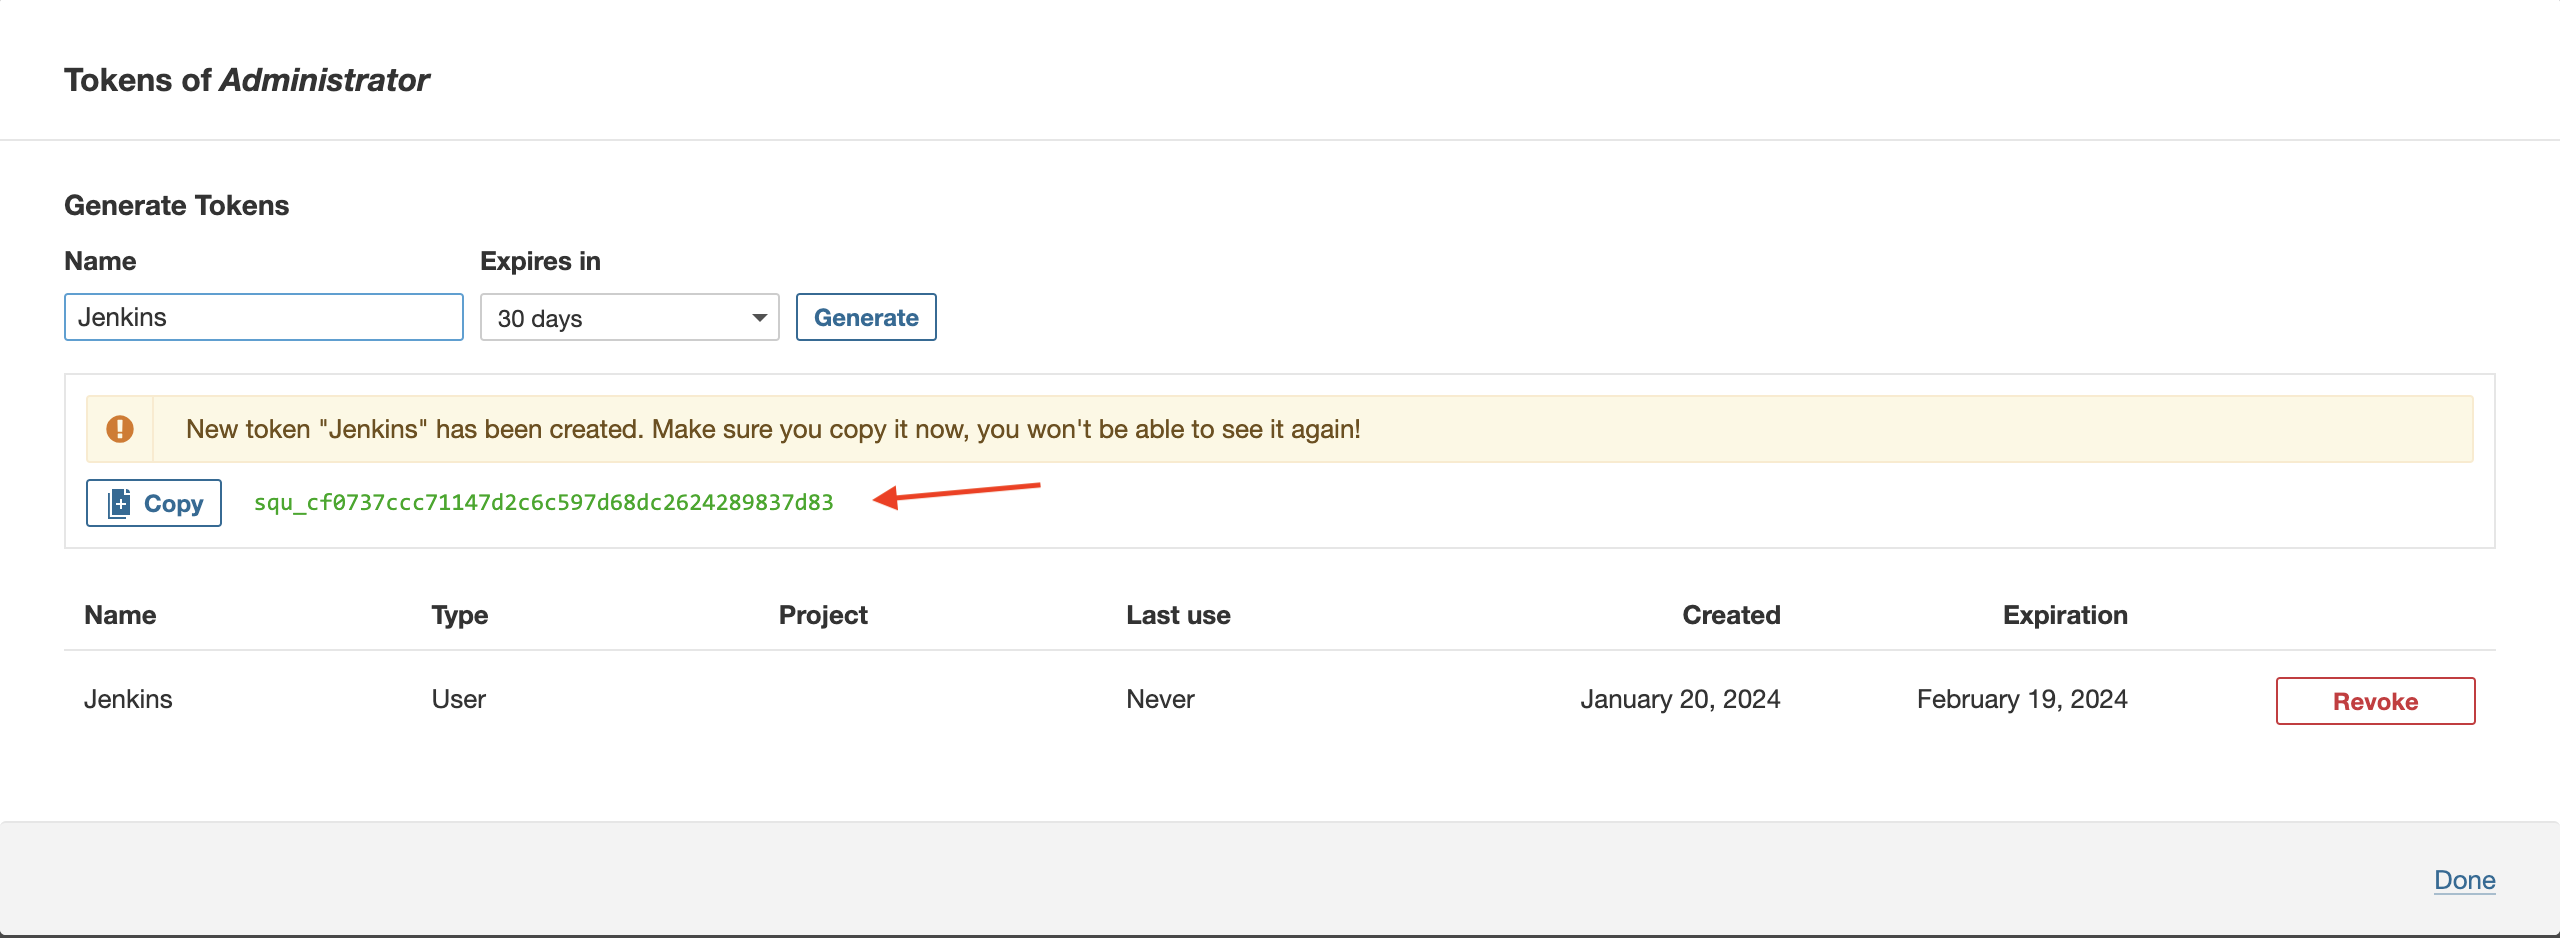 Tokens of Administrator
Generate Tokens
Name Expires in
Jenkins 30 days Generate
New token "Jenkins" has been created. Make sure you copy it now, you won't be able to see it again!
Copy squ_cf0737ccc71147d2c6c597d68dc2624289837d83
Name Type Project Last use Created Expiration
Jenkins User Never January 20, 2024 February 19, 2024 Revoke
Done